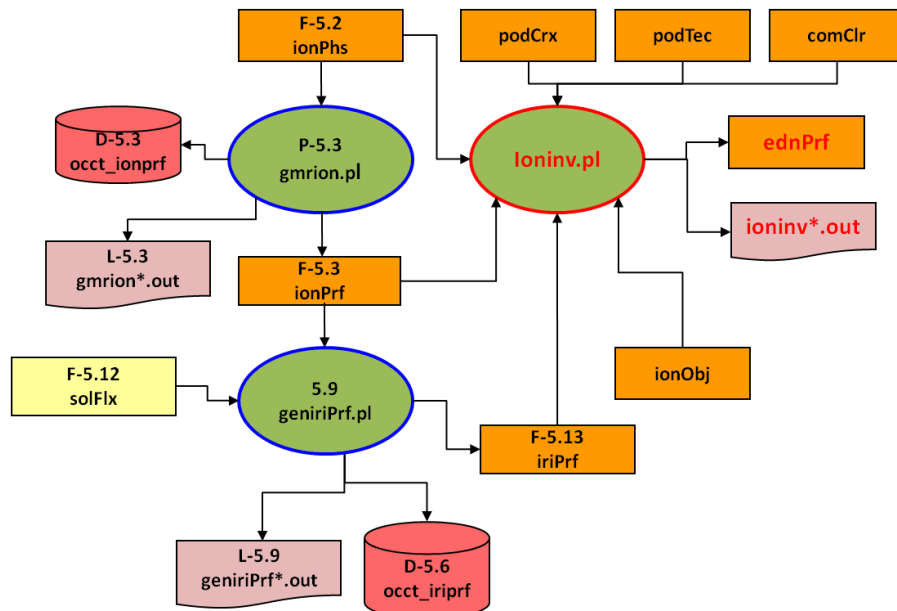 F-5.2
ionPhs
podCrx
podTec
comClr
D-5.3
occt_ionprf
P-5.3
gmrion.pl
Ioninv.pl
ednPrf
ioninv*.out
L-5.3
gmrion*.out
F-5.3
ionPrf
F-5.12
solFlx
5.9
geniriPrf.pl
ionObj
F-5.13
iriPrf
L-5.9
geniriPrf*.out
D-5.6
occt_iriprf